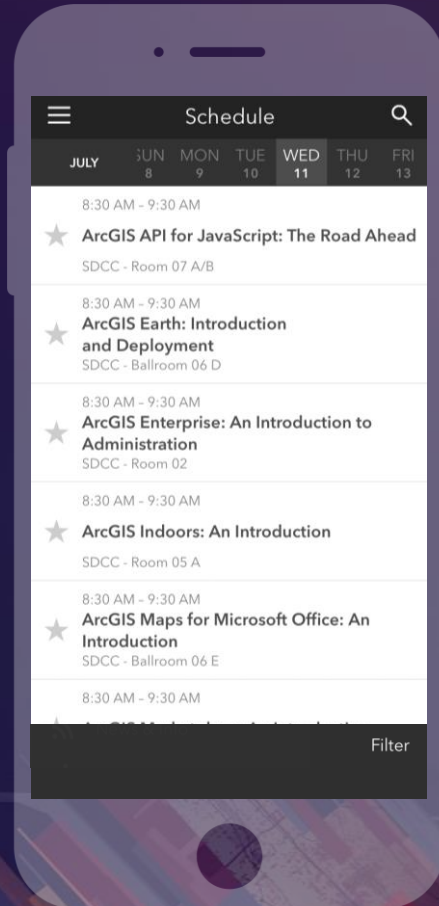 Schedule
JULY
SUN MON TUE WED THU FRI
8 9 10 11 12 13
8:30 AM – 9:30 AM
ArcGIS API for JavaScript: The Road Ahead
SDCC - Room 07 A/B
8:30 AM – 9:30 AM
ArcGIS Earth: Introduction
and Deployment
SDCC - Ballroom 06 D
8:30 AM – 9:30 AM
ArcGIS Enterprise: An Introduction to
Administration
SDCC - Room 02
8:30 AM – 9:30 AM
ArcGIS Indoors: An Introduction
SDCC - Room 05 A
8:30 AM – 9:30 AM
ArcGIS Maps for Microsoft Office: An
Introduction
SDCC - Ballroom 06 E
8:30 AM – 9:30 AM
Filter